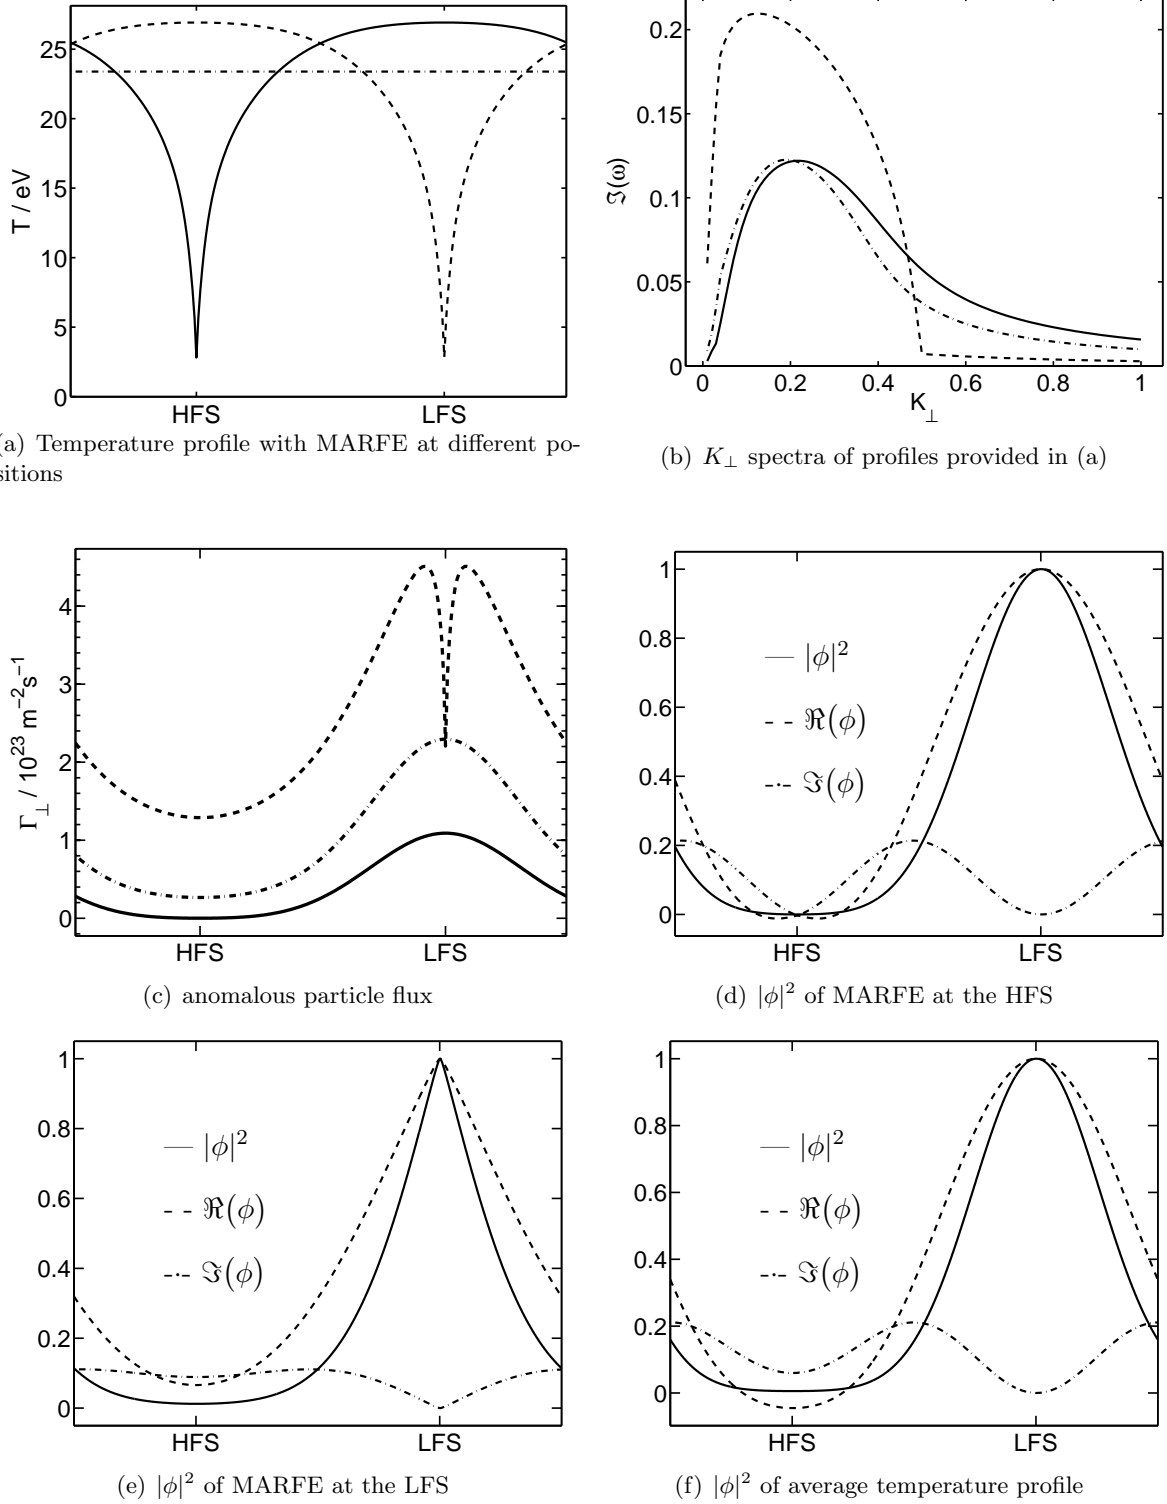 25
20
15
10
5
0
T / eV
HFS
LFS
(a) Temperature profile with MARFE at different po-
sitions
0.2
0.15
0.1
0.05
0
ℑ(ω)
0 0.2 0.4 0.6 0.8 1
K⊥
(b) K⊥ spectra of profiles provided in (a)
4
3
2
1
0
Γ⊥ / 10²³ m⁻²s⁻¹
HFS
LFS
(c) anomalous particle flux
1
0.8
0.6
0.4
0.2
0
|ϕ|²
ℜ(ϕ)
ℑ(ϕ)
HFS
LFS
(d) |ϕ|² of MARFE at the HFS
1
0.8
0.6
0.4
0.2
0
|ϕ|²
ℜ(ϕ)
ℑ(ϕ)
HFS
LFS
(e) |ϕ|² of MARFE at the LFS
1
0.8
0.6
0.4
0.2
0
|ϕ|²
ℜ(ϕ)
ℑ(ϕ)
HFS
LFS
(f) |ϕ|² of average temperature profile